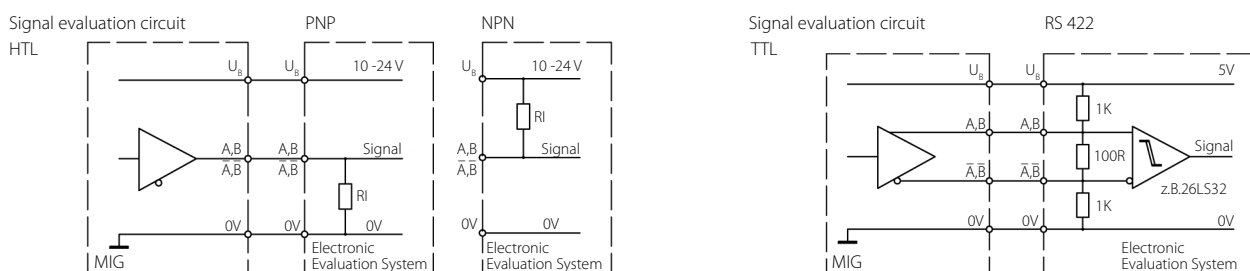 Signal evaluation circuit
HTL
PNP
NPN
U_B
U_B
10 -24 V
U_B
10 -24 V
RI
A,B
A̅,B̅
A,B
A̅,B̅
Signal
A,B
A̅,B̅
Signal
RI
0V
0V
0V
0V
0V
MIG
Electronic
Evaluation System
Electronic
Evaluation System
Signal evaluation circuit
TTL
RS 422
U_B
U_B
5V
1K
A,B
A,B
100R
Signal
A̅,B̅
A̅,B̅
z.B.26LS32
1K
0V
0V
0V
MIG
Electronic
Evaluation System